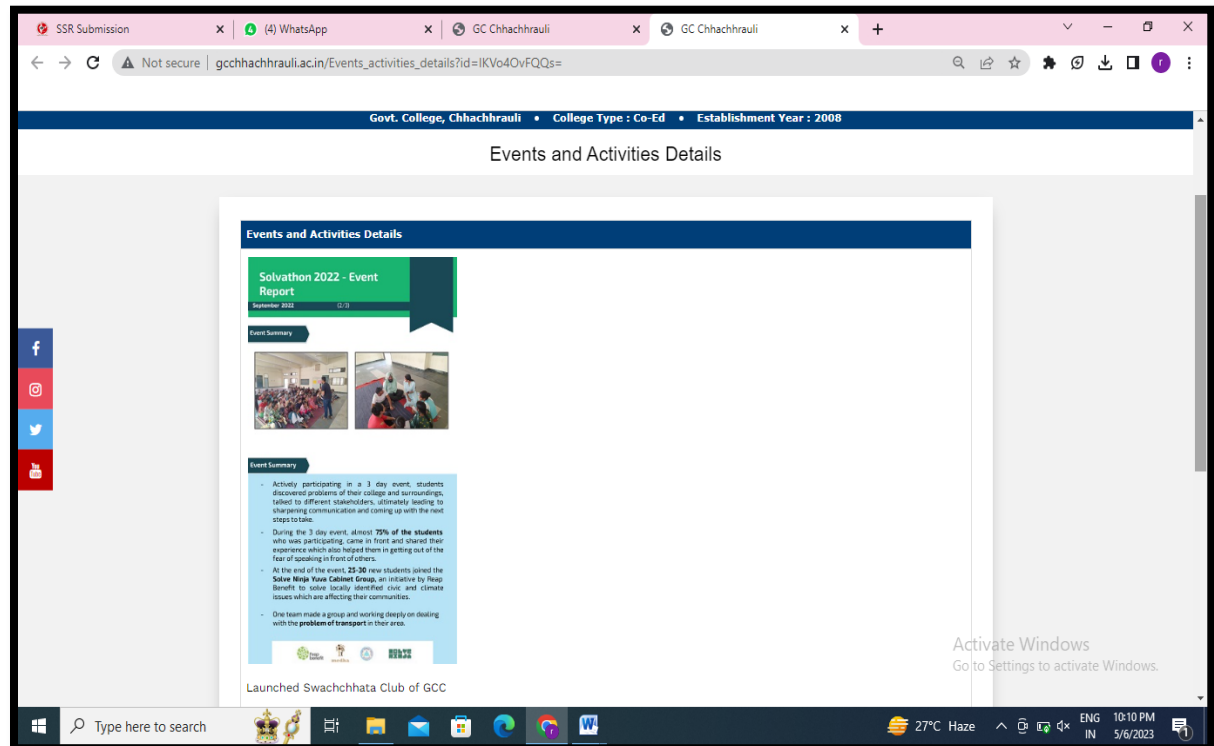 SSR Submission
(4) WhatsApp
GC Chhachhrauli
GC Chhachhrauli
Not secure
gcchhachhrauli.ac.in/Events_activities_details?id=IKVo4OvFQQs=
Govt. College, Chhachhrauli • College Type : Co-Ed • Establishment Year : 2008
Events and Activities Details
Events and Activities Details
Solvathon 2022 - Event
Report
September 2022
Event Summary
Event Summary
- Actively participating in a 3 day event, students
discovered problems of their college and surroundings,
talked to different stakeholders, ultimately leading to
sharpening communication and coming up with the next
steps to take.
- During the 3 day event, almost 75% of the students
who was participating, came in front and shared their
experience which also helped them in getting out of the
fear of speaking in front of others.
- At the end of the event, 25-30 new students joined the
Solve Ninja Yuva Cabinet Group, an initiative by Reap
Benefit to solve locally identified civic and climate
issues which are affecting their communities.
- One team made a group and working deeply on dealing
with the problem of transport in their area.
Launched Swachchhata Club of GCC
Activate Windows
Go to Settings to activate Windows.
Type here to search
27°C Haze
ENG
IN
10:10 PM
5/6/2023